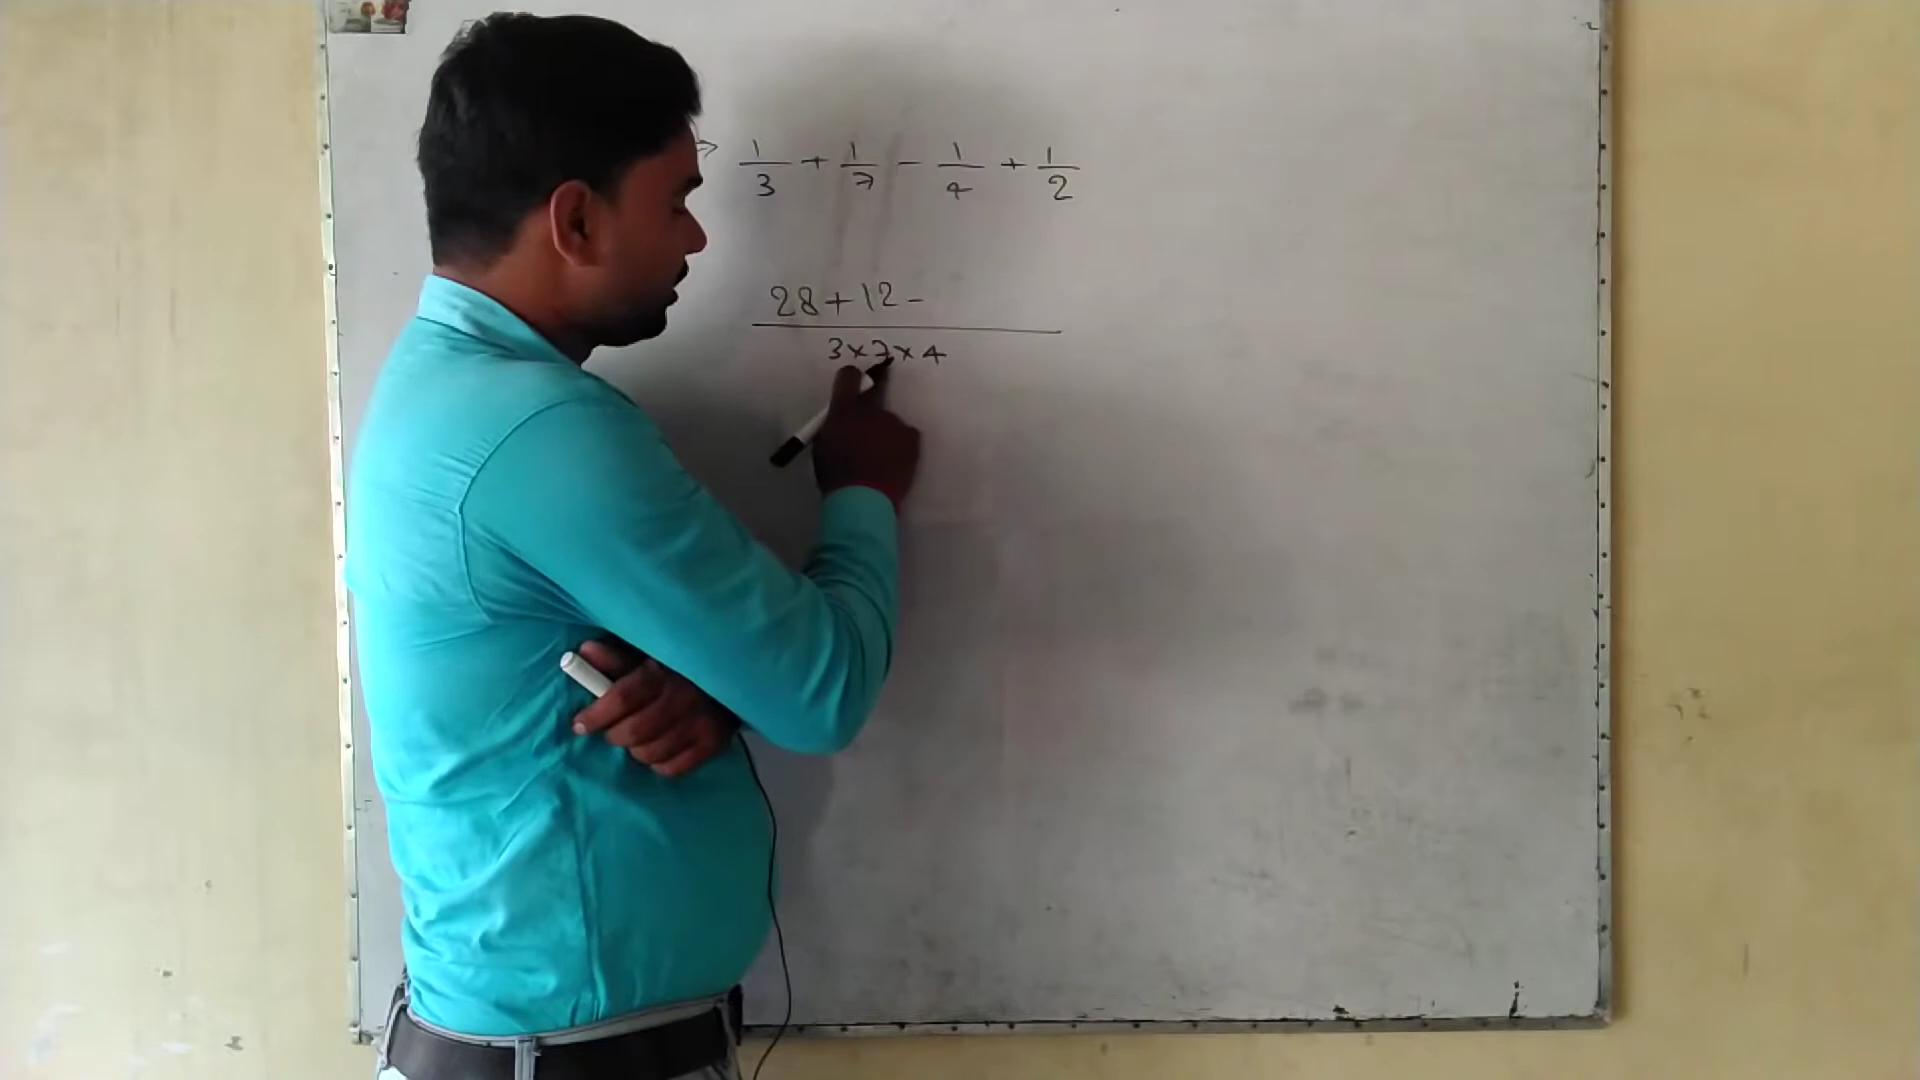 → 1/3 + 1/7 - 1/4 + 1/2
28 + 12 -
3 × 7 × 4